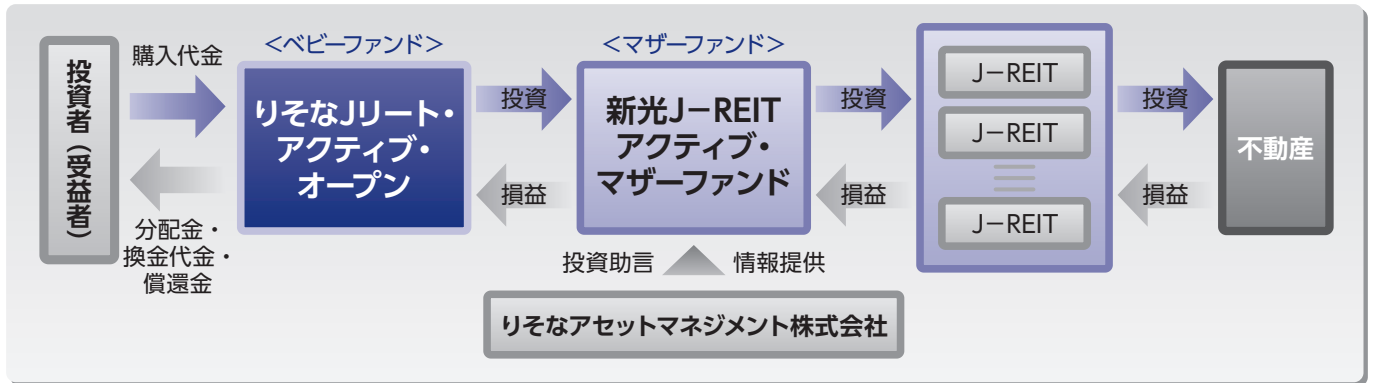 投資者（受益者）
購入代金
分配金・
換金代金・
償還金
＜ベビーファンド＞
りそなJリート・
アクティブ・
オープン
投資
損益
＜マザーファンド＞
新光J−REIT
アクティブ・
マザーファンド
投資助言
情報提供
りそなアセットマネジメント株式会社
投資
損益
J−REIT
J−REIT
J−REIT
投資
損益
不動産